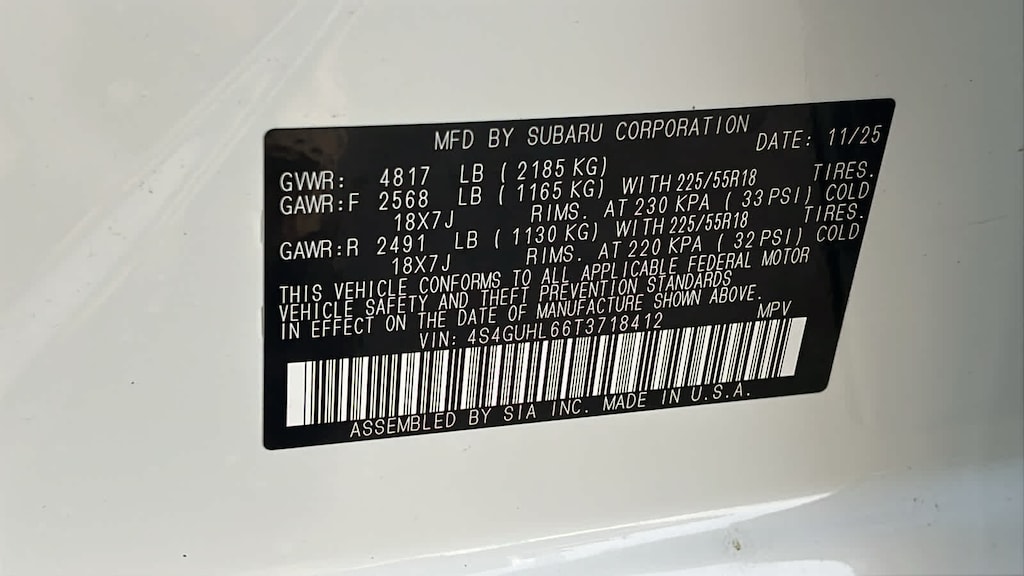 MFD BY SUBARU CORPORATION DATE: 11/25
GVWR: 4817 LB ( 2185 KG)
GAWR:F 2568 LB ( 1165 KG) WITH 225/55R18 TIRES.
18X7J RIMS. AT 230 KPA ( 33 PSI) COLD
GAWR:R 2491 LB ( 1130 KG) WITH 225/55R18 TIRES.
18X7J RIMS. AT 220 KPA ( 32 PSI) COLD
THIS VEHICLE CONFORMS TO ALL APPLICABLE FEDERAL MOTOR
VEHICLE SAFETY AND THEFT PREVENTION STANDARDS
IN EFFECT ON THE DATE OF MANUFACTURE SHOWN ABOVE.
VIN: 4S4GUHL66T3718412 MPV
ASSEMBLED BY SIA INC. MADE IN U.S.A.